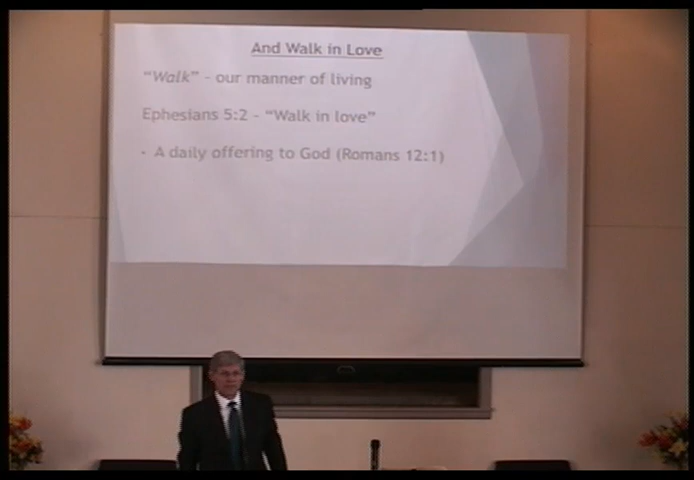 And Walk in Love
“Walk” – our manner of living
Ephesians 5:2 – “Walk in love”
• A daily offering to God (Romans 12:1)